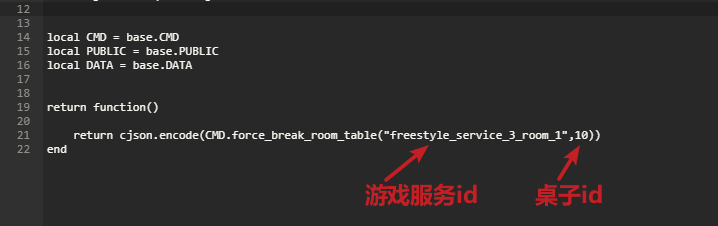 12
13
14 local CMD = base.CMD
15 local PUBLIC = base.PUBLIC
16 local DATA = base.DATA
17
18
19 return function()
20
21 return cjson.encode(CMD.force_break_room_table("freestyle_service_3_room_1",10))
22 end
游戏服务id 桌子id